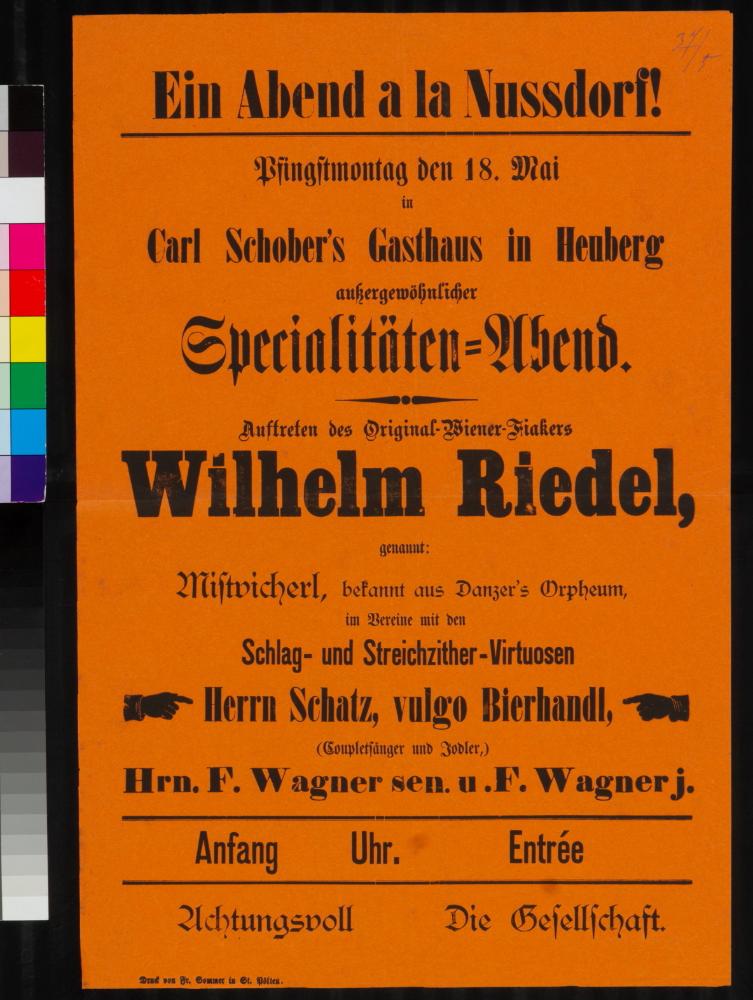 Ein Abend a la Nussdorf!
Pfingstmontag den 18. Mai
in
Carl Schober's Gasthaus in Heuberg
außergewöhnlicher
Specialitäten=Abend.
Auftreten des Original-Wiener-Fiakers
Wilhelm Riedel,
genannt:
Mistvicherl, bekannt aus Danzer's Orpheum,
im Vereine mit den
Schlag- und Streichzither-Virtuosen
Herrn Schatz, vulgo Bierhandl,
(Coupletsänger und Jodler,)
Hrn. F. Wagner sen. u .F. Wagner j.
Anfang Uhr. Entrée
Achtungsvoll Die Gesellschaft.
Druck von Fr. Sommer in St. Pölten.